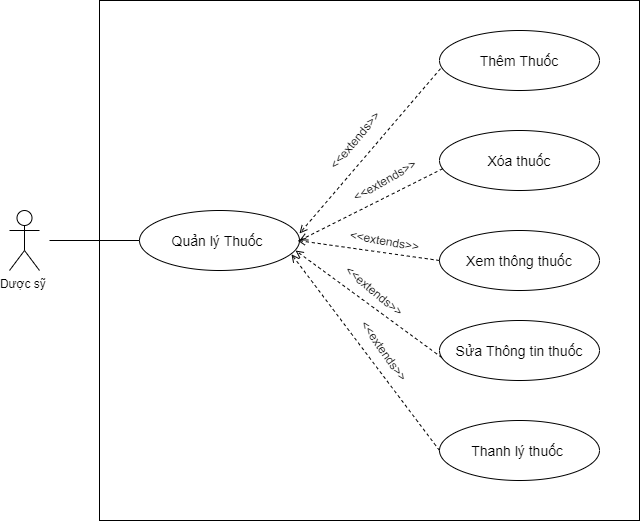 Thêm Thuốc
<<extends>>
Xóa thuốc
<<extends>>
Quản lý Thuốc
<<extends>>
Xem thông thuốc
Dược sỹ
<<extends>>
Sửa Thông tin thuốc
<<extends>>
Thanh lý thuốc